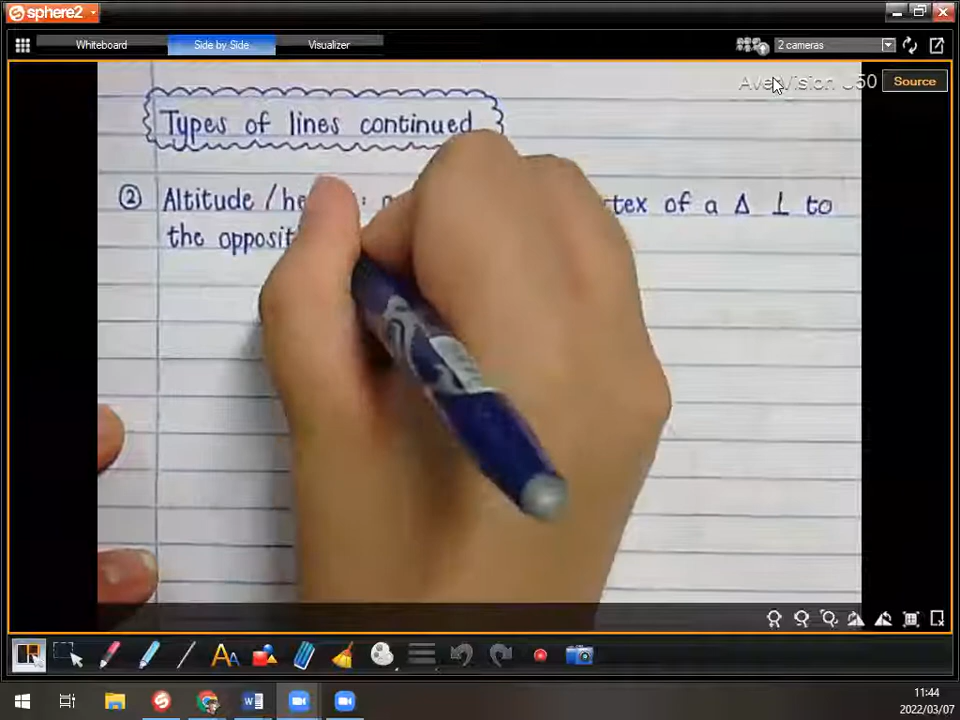 sphere2
Whiteboard
Side by Side
Visualizer
2 cameras
Source
Types of lines continued
② Altitude / he : of a Δ ⊥ to
the opposit
11:44
2022/03/07